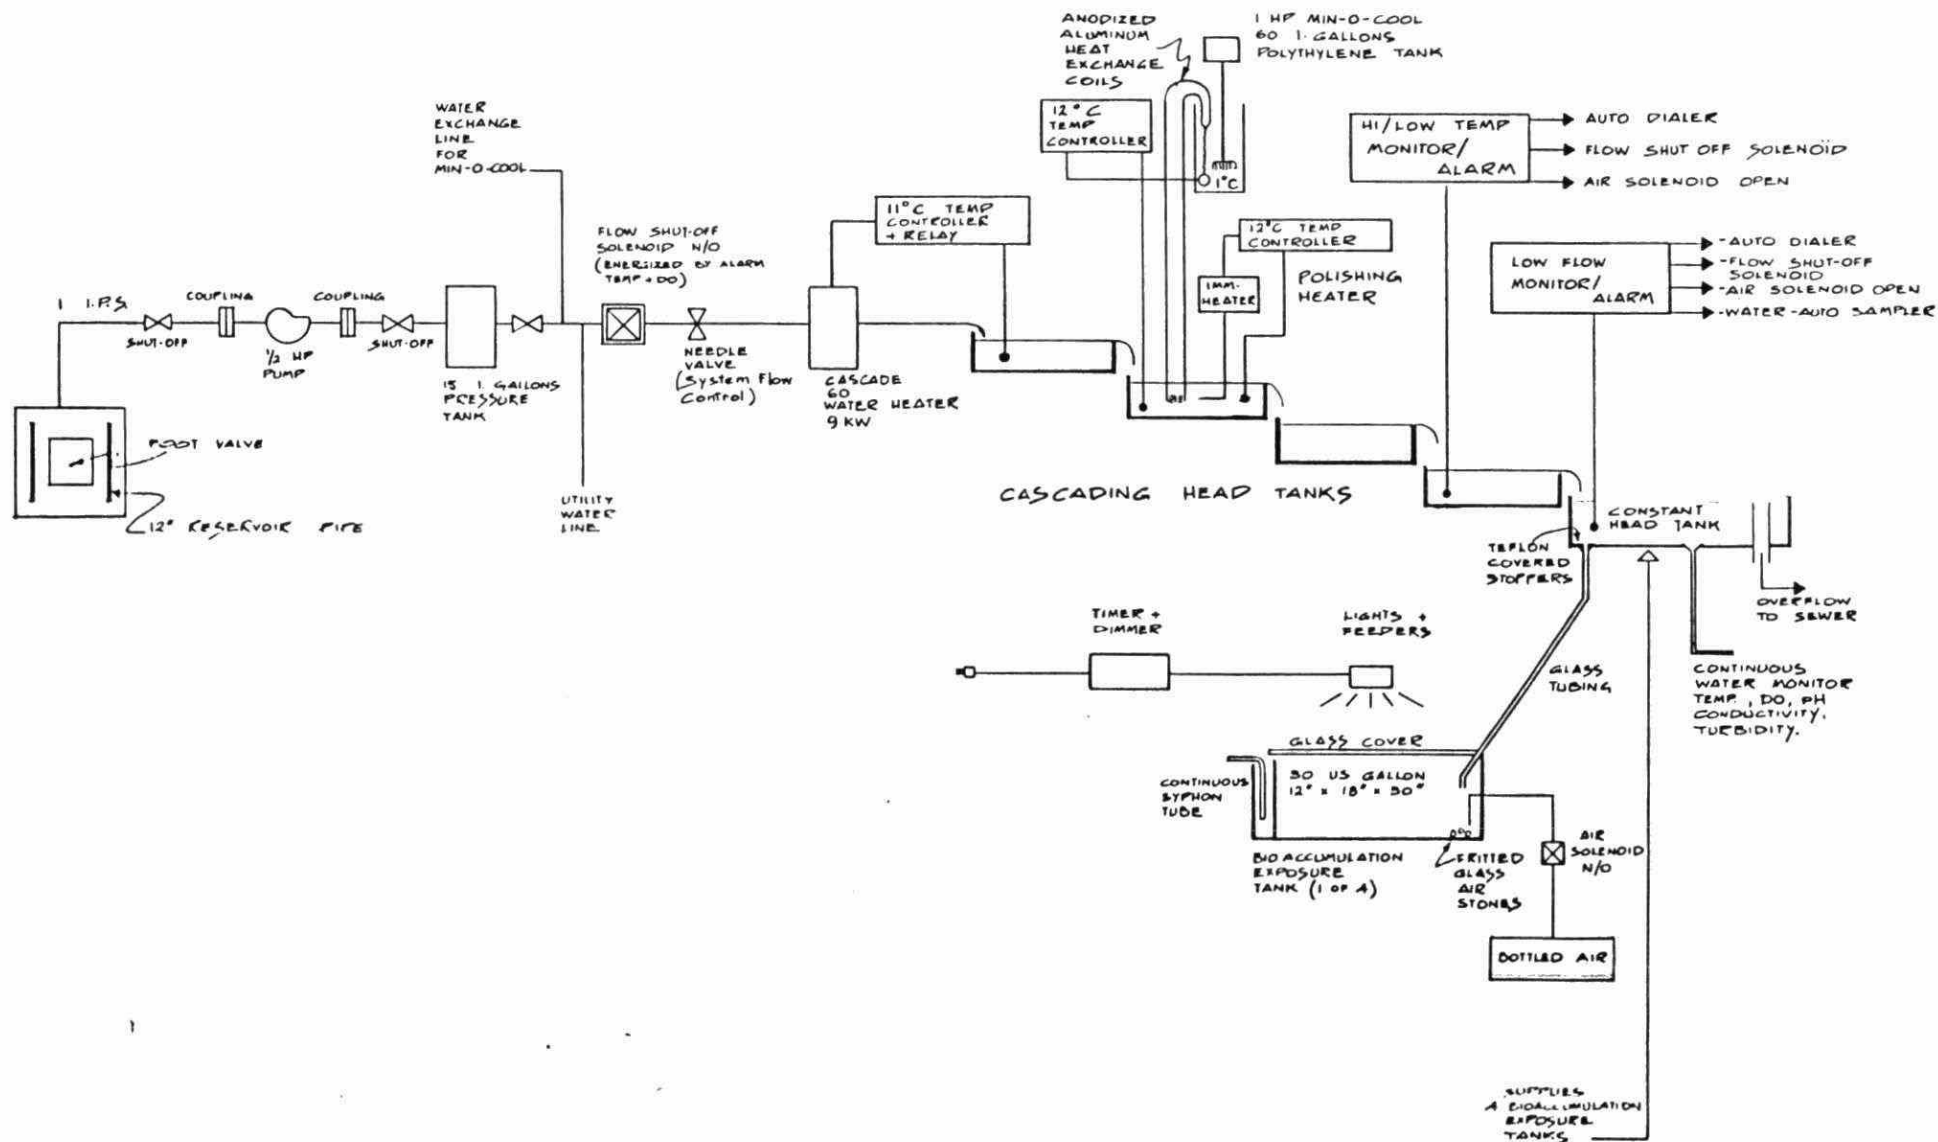 ANODIZED
ALUMINUM
HEAT
EXCHANGE
COILS
1 HP MIN-O-COOL
60 I. GALLONS
POLYTHYLENE TANK
WATER
EXCHANGE
LINE
FOR
MIN-O-COOL
12° C
TEMP
CONTROLLER
1°C
HI/LOW TEMP
MONITOR/
ALARM
AUTO DIALER
FLOW SHUT OFF SOLENOID
AIR SOLENOID OPEN
11°C TEMP
CONTROLLER
+ RELAY
FLOW SHUT-OFF
SOLENOID N/O
(ENERGIZED BY ALARM
TEMP + DO)
12°C TEMP
CONTROLLER
IMM-
HEATER
POLISHING
HEATER
LOW FLOW
MONITOR/
ALARM
-AUTO DIALER
-FLOW SHUT-OFF
SOLENOID
-AIR SOLENOID OPEN
-WATER-AUTO SAMPLER
1 I.P.S.
COUPLING
COUPLING
SHUT-OFF
1/2 HP
PUMP
SHUT-OFF
15 I. GALLONS
PRESSURE
TANK
NEEDLE
VALVE
(System Flow
Control)
CASCADE
60
WATER HEATER
9 KW
FOOT VALVE
12" RESERVOIR PIPE
UTILITY
WATER
LINE
CASCADING HEAD TANKS
CONSTANT
HEAD TANK
TEFLON
COVERED
STOPPERS
OVERFLOW
TO SEWER
TIMER +
DIMMER
LIGHTS +
FEEDERS
GLASS
TUBING
CONTINUOUS
WATER MONITOR
TEMP, DO, PH
CONDUCTIVITY,
TURBIDITY.
GLASS COVER
30 US GALLON
12" x 18" x 30"
CONTINUOUS
SYPHON
TUBE
BIO ACCUMULATION
EXPOSURE
TANK (1 OF 4)
FRITTED
GLASS
AIR
STONES
AIR
SOLENOID
N/O
BOTTLED AIR
SUPPLIES
4 BIOACCUMULATION
EXPOSURE
TANKS